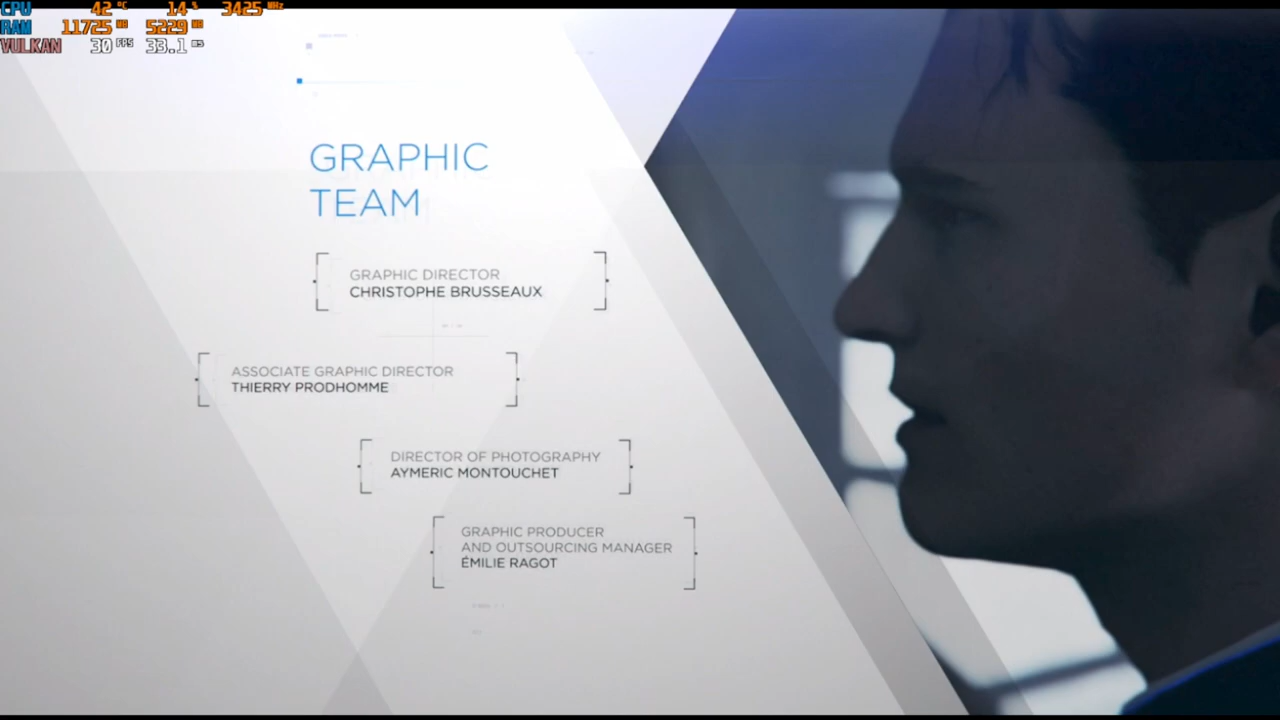 CPU 42 °C 14 % 3425 MHz
RAM 11725 MB 5229 MB
VULKAN 30 FPS 33.1 ms
GRAPHIC
TEAM
GRAPHIC DIRECTOR
CHRISTOPHE BRUSSEAUX
ASSOCIATE GRAPHIC DIRECTOR
THIERRY PRODHOMME
DIRECTOR OF PHOTOGRAPHY
AYMERIC MONTOUCHET
GRAPHIC PRODUCER
AND OUTSOURCING MANAGER
ÉMILIE RAGOT